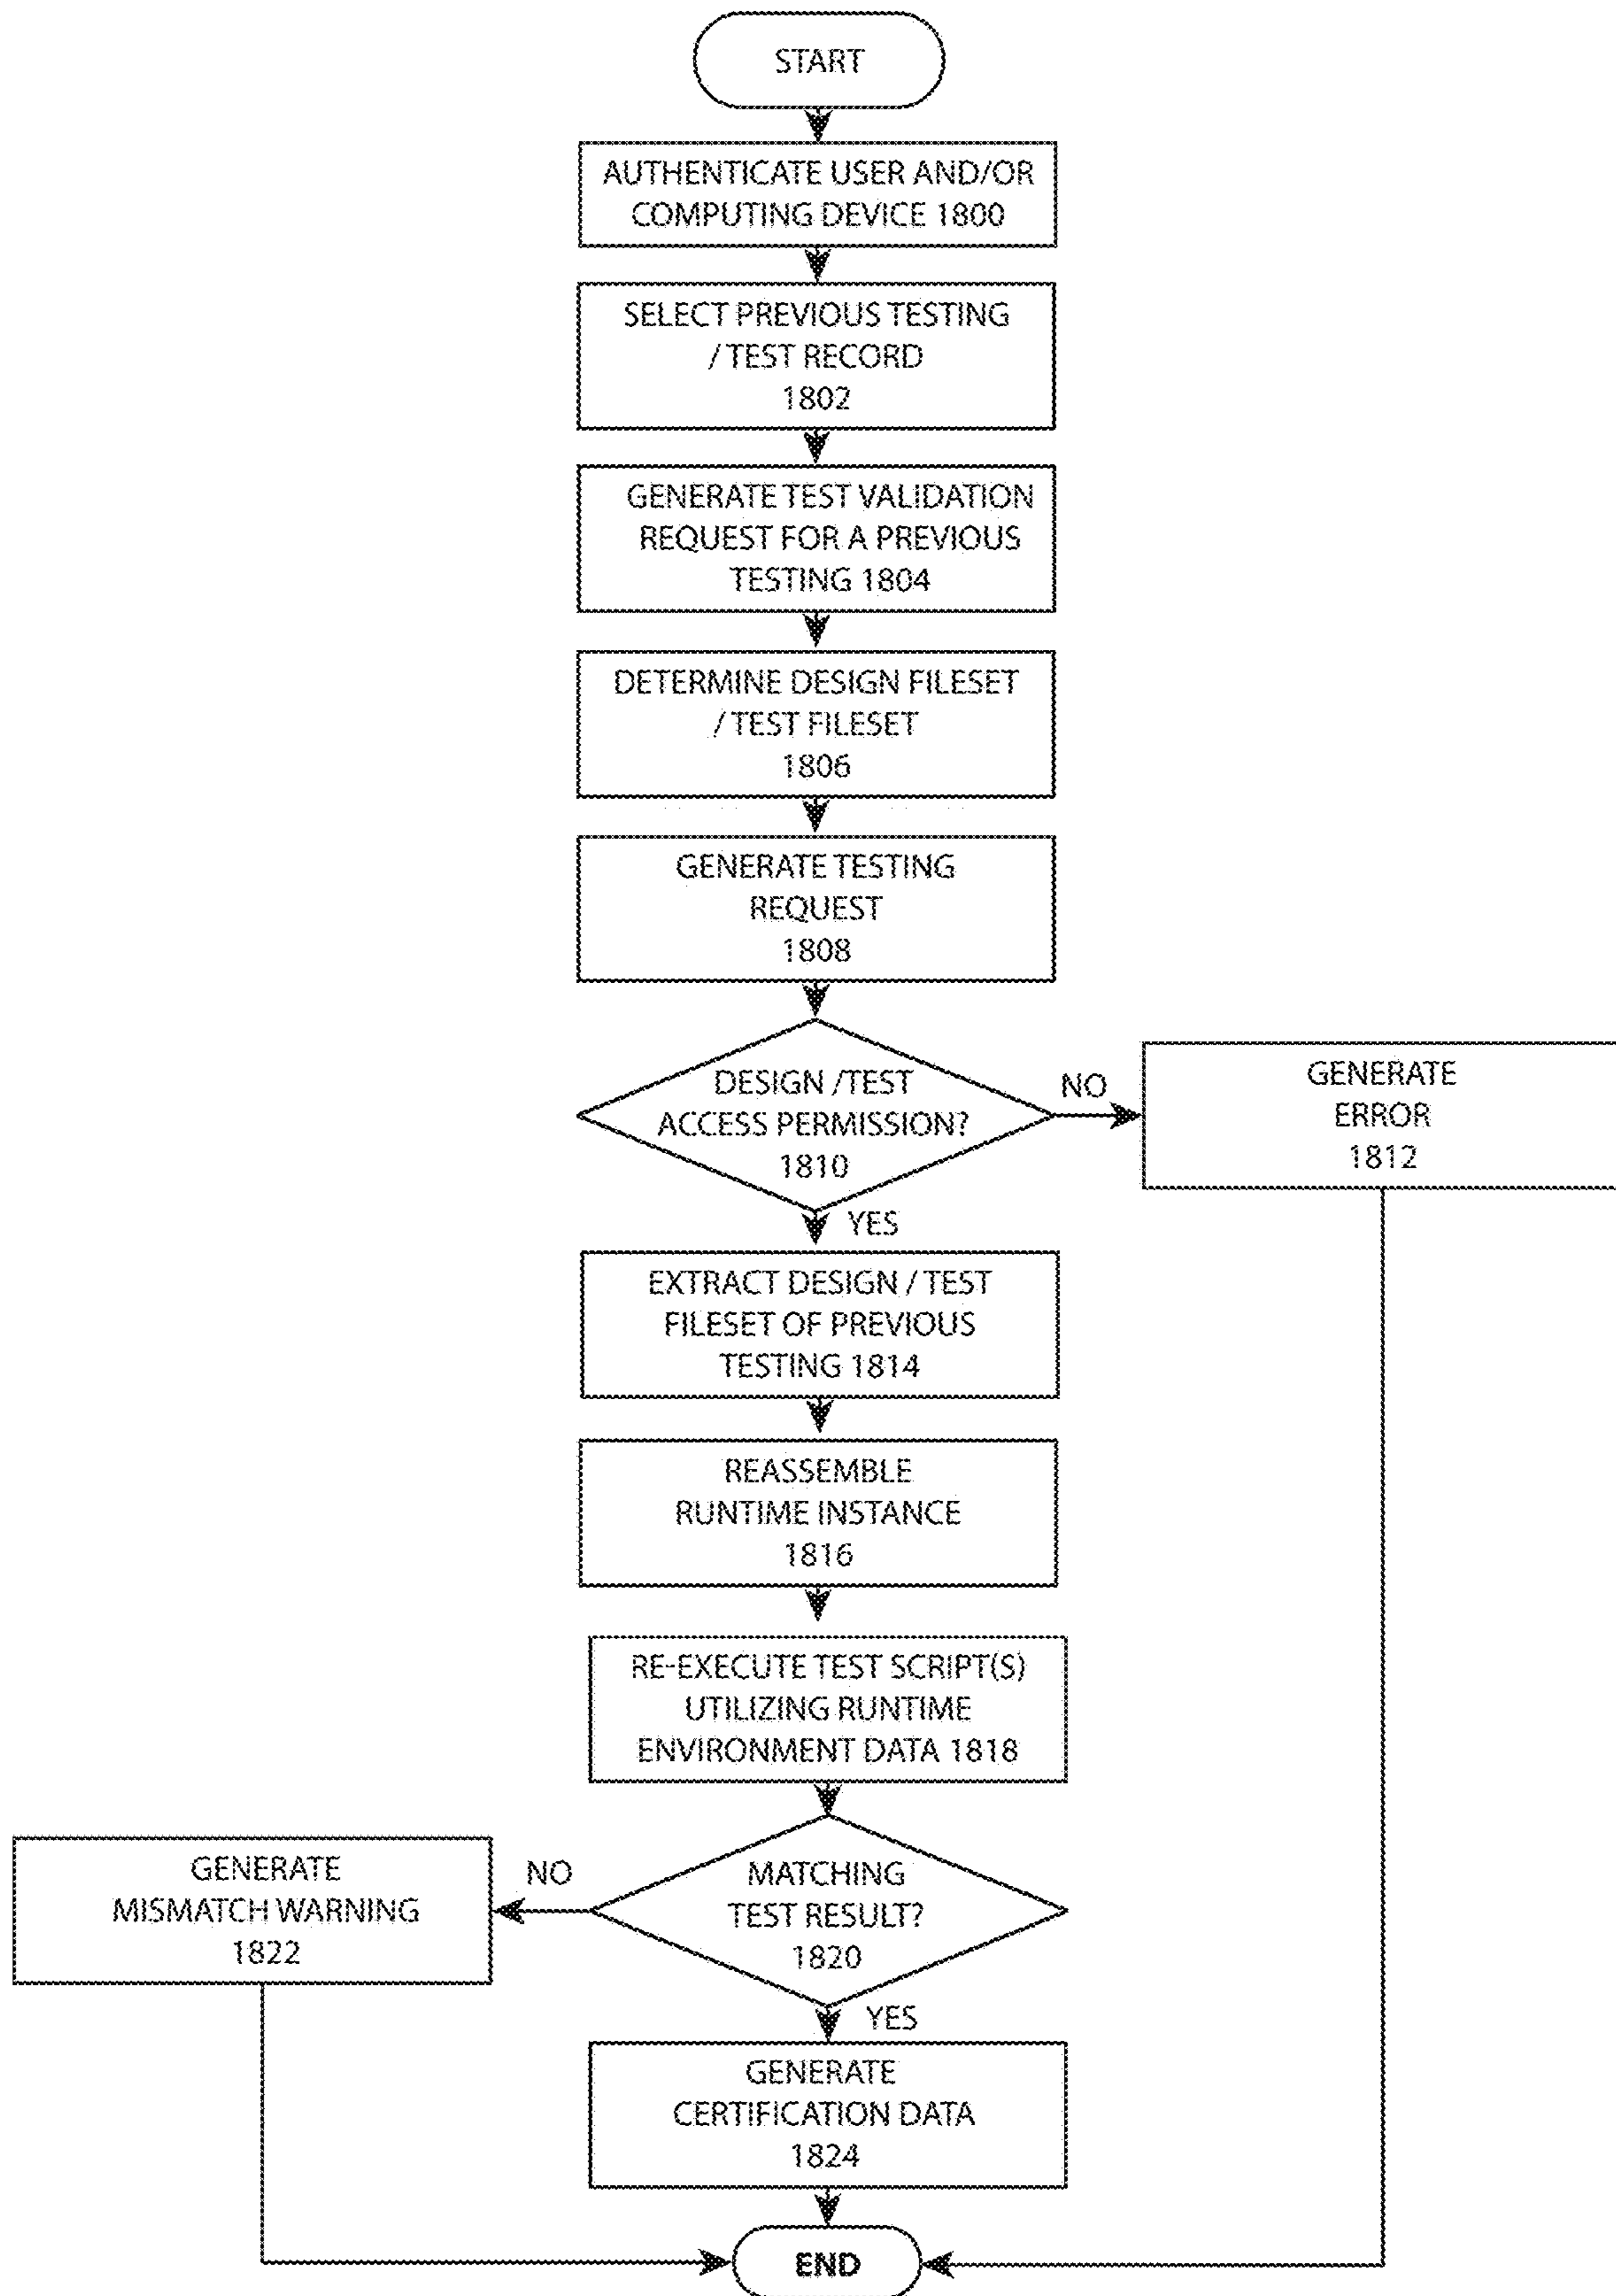 START
AUTHENTICATE USER AND/OR
COMPUTING DEVICE 1800
SELECT PREVIOUS TESTING
/ TEST RECORD
1802
GENERATE TEST VALIDATION
REQUEST FOR A PREVIOUS
TESTING 1804
DETERMINE DESIGN FILESET
/ TEST FILESET
1806
GENERATE TESTING
REQUEST
1808
DESIGN /TEST
ACCESS PERMISSION?
1810
NO
GENERATE
ERROR
1812
YES
EXTRACT DESIGN / TEST
FILESET OF PREVIOUS
TESTING 1814
REASSEMBLE
RUNTIME INSTANCE
1816
RE-EXECUTE TEST SCRIPT(S)
UTILIZING RUNTIME
ENVIRONMENT DATA 1818
MATCHING
TEST RESULT?
1820
NO
GENERATE
MISMATCH WARNING
1822
YES
GENERATE
CERTIFICATION DATA
1824
END